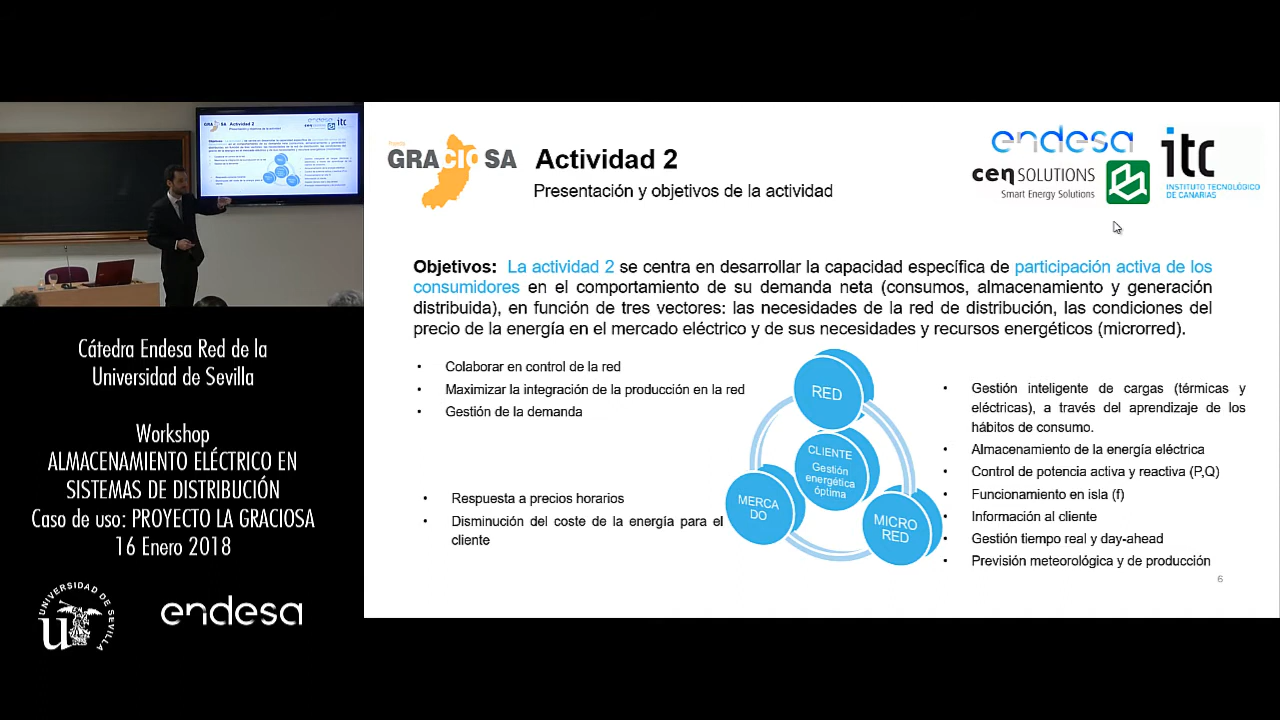 GRACIOSA
Actividad 2
Presentación y objetivos de la actividad
endesa
cenSOLUTIONS
Smart Energy Solutions
itc
INSTITUTO TECNOLÓGICO
DE CANARIAS
Objetivos: La actividad 2 se centra en desarrollar la capacidad específica de participación activa de los
consumidores en el comportamiento de su demanda neta (consumos, almacenamiento y generación
distribuida), en función de tres vectores: las necesidades de la red de distribución, las condiciones del
precio de la energía en el mercado eléctrico y de sus necesidades y recursos energéticos (microrred).
• Colaborar en control de la red
• Maximizar la integración de la producción en la red
• Gestión de la demanda
• Respuesta a precios horarios
• Disminución del coste de la energía para el
cliente
RED
CLIENTE
Gestión
energética
óptima
MERCA
DO
MICRO
RED
• Gestión inteligente de cargas (térmicas y
eléctricas), a través del aprendizaje de los
hábitos de consumo.
• Almacenamiento de la energía eléctrica
• Control de potencia activa y reactiva (P,Q)
• Funcionamiento en isla (f)
• Información al cliente
• Gestión tiempo real y day-ahead
• Previsión meteorológica y de producción
6
Cátedra Endesa Red de la
Universidad de Sevilla
Workshop
ALMACENAMIENTO ELÉCTRICO EN
SISTEMAS DE DISTRIBUCIÓN
Caso de uso: PROYECTO LA GRACIOSA
16 Enero 2018
UNIVERSIDAD DE SEVILLA
endesa